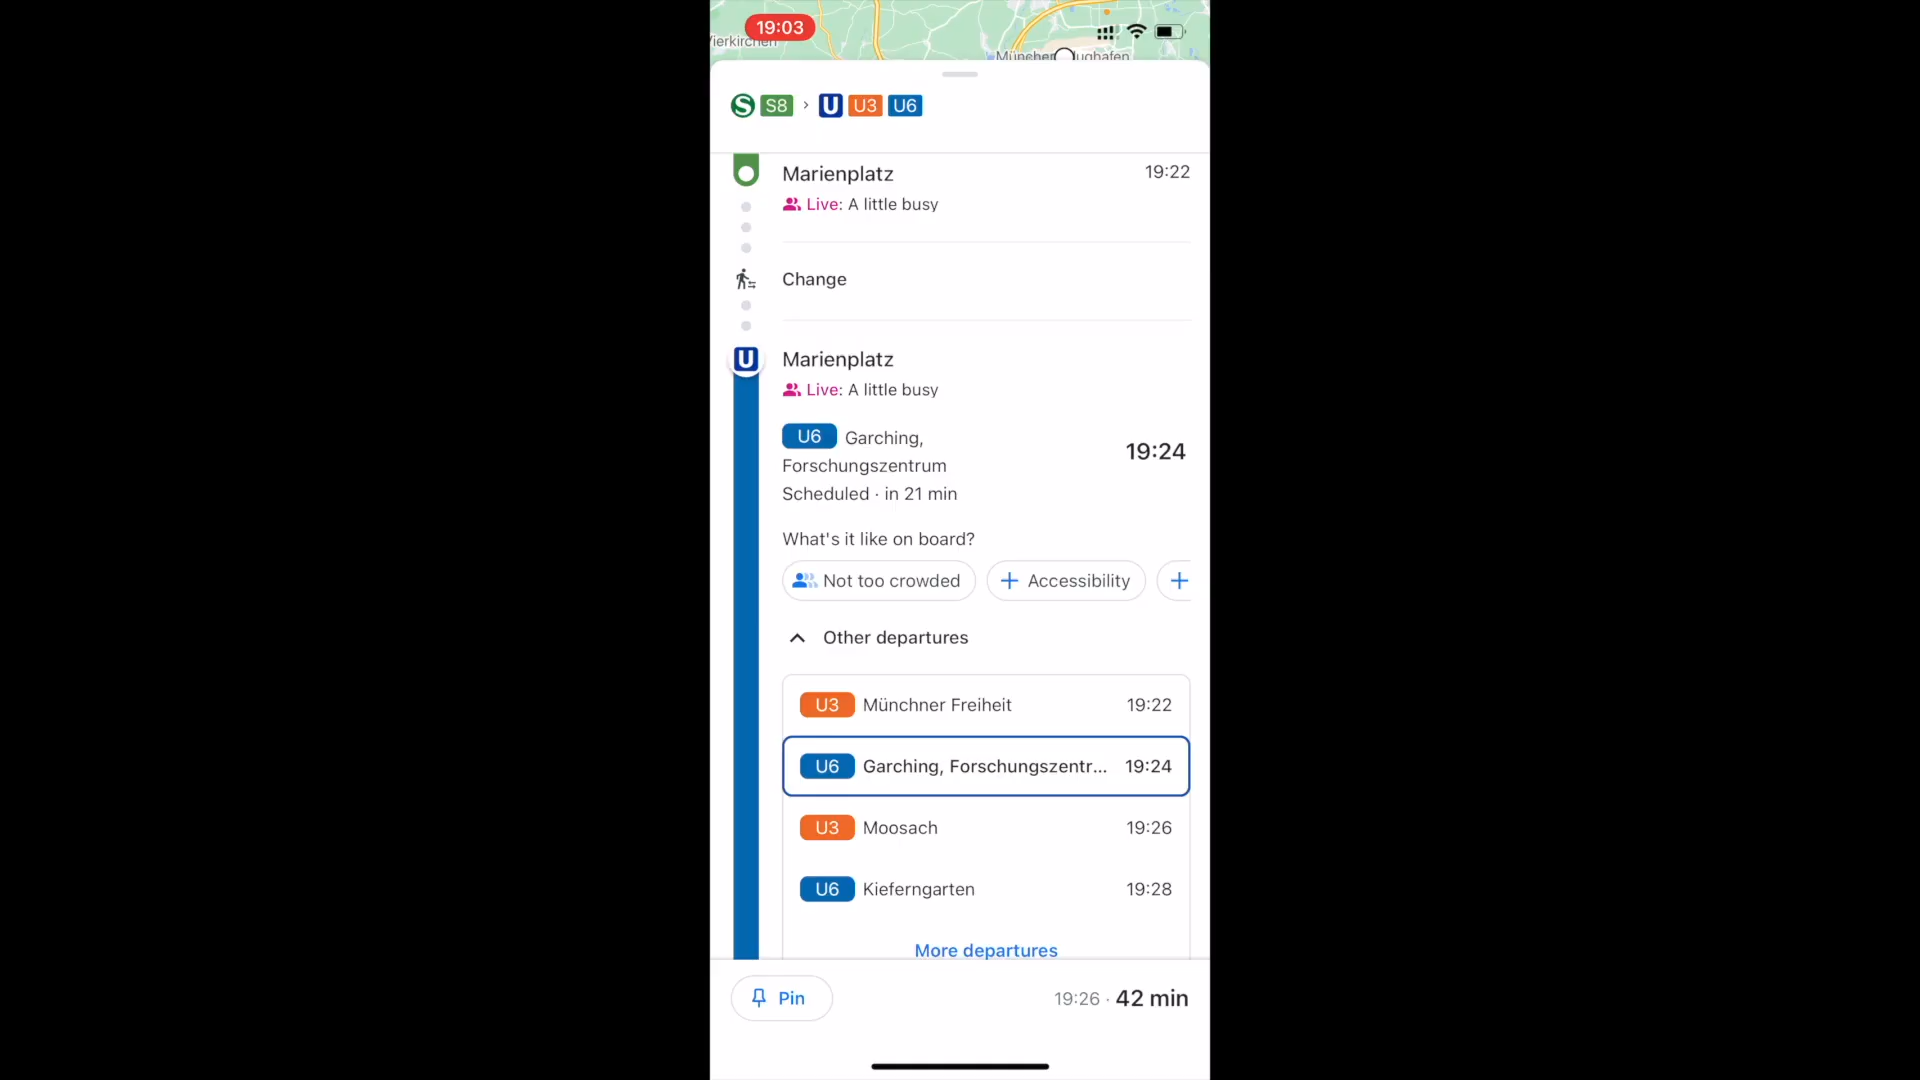 19:03
S S8 › U U3 U6
Marienplatz 19:22
Live: A little busy
Change
U Marienplatz
Live: A little busy
U6 Garching,
Forschungszentrum
19:24
Scheduled · in 21 min
What's it like on board?
Not too crowded + Accessibility +
Other departures
U3 Münchner Freiheit 19:22
U6 Garching, Forschungszentr... 19:24
U3 Moosach 19:26
U6 Kieferngarten 19:28
More departures
Pin 19:26 · 42 min